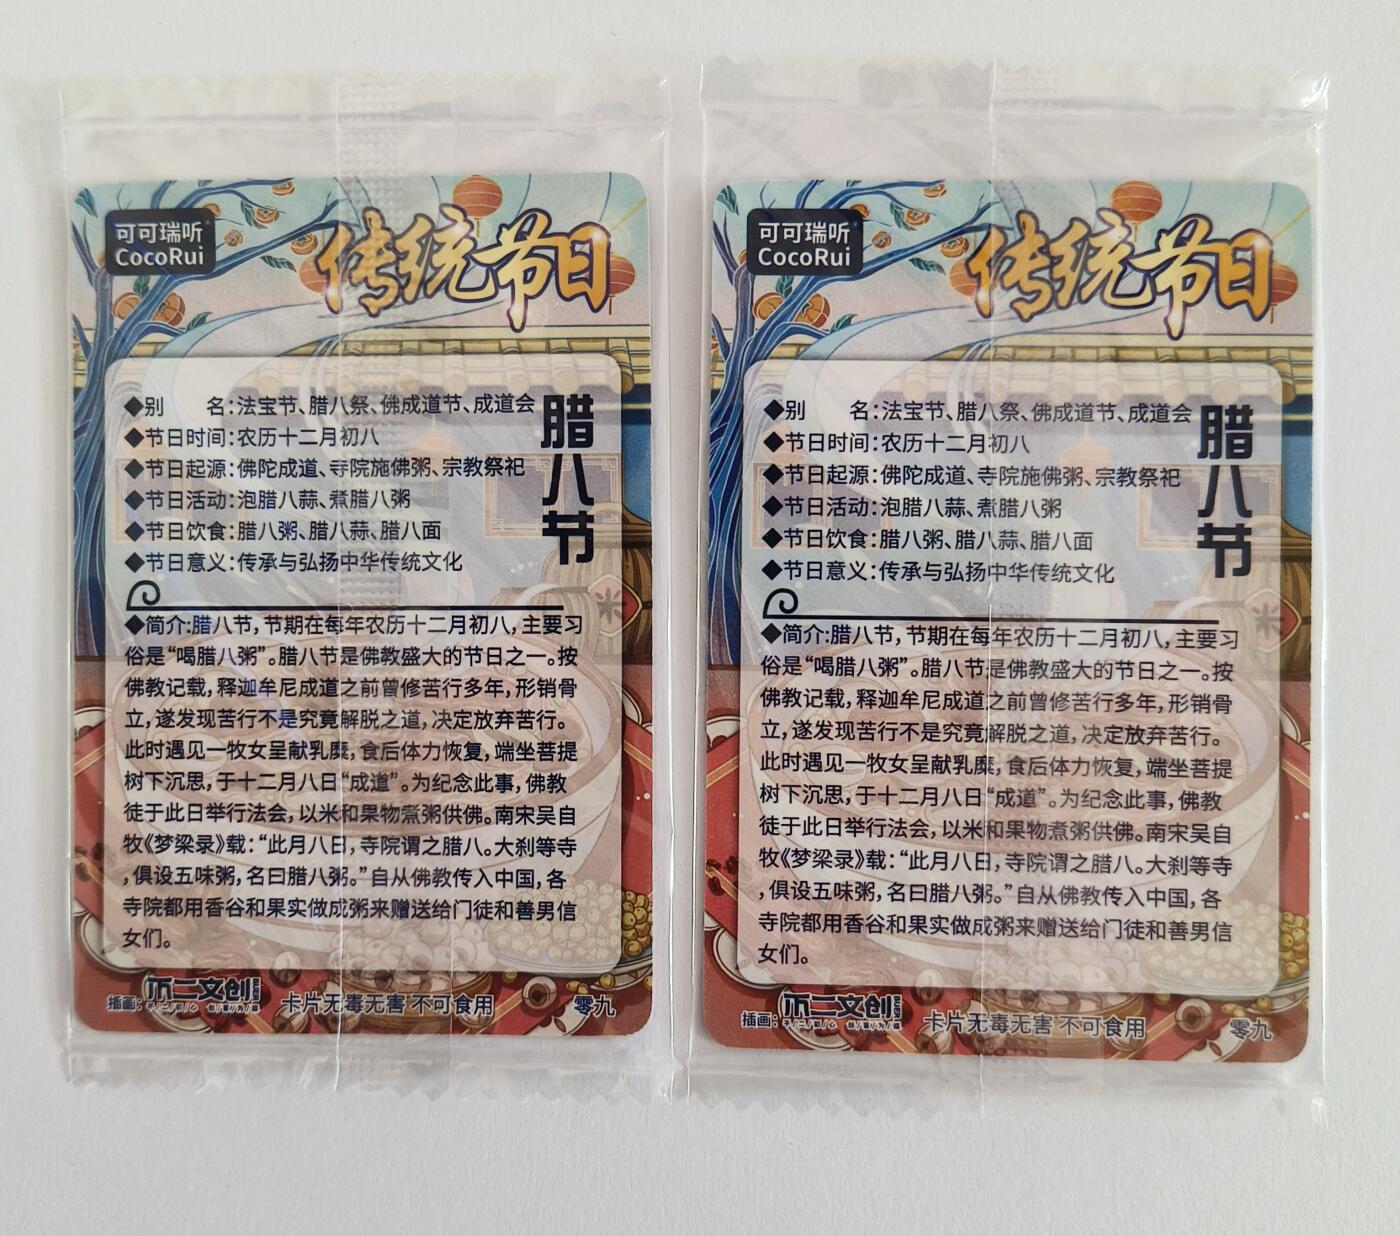 可可瑞听
CocoRui
传统节日
腊八节
◆别 名:法宝节、腊八祭、佛成道节、成道会
◆节日时间:农历十二月初八
◆节日起源:佛陀成道、寺院施佛粥、宗教祭祀
◆节日活动:泡腊八蒜、煮腊八粥
◆节日饮食:腊八粥、腊八蒜、腊八面
◆节日意义:传承与弘扬中华传统文化
◆简介:腊八节,节期在每年农历十二月初八,主要习
俗是“喝腊八粥”。腊八节是佛教盛大的节日之一。按
佛教记载,释迦牟尼成道之前曾修苦行多年,形销骨
立,遂发现苦行不是究竟解脱之道,决定放弃苦行。
此时遇见一牧女呈献乳糜,食后体力恢复,端坐菩提
树下沉思,于十二月八日“成道”。为纪念此事,佛教
徒于此日举行法会,以米和果物煮粥供佛。南宋吴自
牧《梦梁录》载:“此月八日,寺院谓之腊八。大刹等寺
,俱设五味粥,名曰腊八粥。”自从佛教传入中国,各
寺院都用香谷和果实做成粥来赠送给门徒和善男信
女们。
插画:不二文创
卡片无毒无害 不可食用
零九
可可瑞听
CocoRui
传统节日
腊八节
◆别 名:法宝节、腊八祭、佛成道节、成道会
◆节日时间:农历十二月初八
◆节日起源:佛陀成道、寺院施佛粥、宗教祭祀
◆节日活动:泡腊八蒜、煮腊八粥
◆节日饮食:腊八粥、腊八蒜、腊八面
◆节日意义:传承与弘扬中华传统文化
◆简介:腊八节,节期在每年农历十二月初八,主要习
俗是“喝腊八粥”。腊八节是佛教盛大的节日之一。按
佛教记载,释迦牟尼成道之前曾修苦行多年,形销骨
立,遂发现苦行不是究竟解脱之道,决定放弃苦行。
此时遇见一牧女呈献乳糜,食后体力恢复,端坐菩提
树下沉思,于十二月八日“成道”。为纪念此事,佛教
徒于此日举行法会,以米和果物煮粥供佛。南宋吴自
牧《梦梁录》载:“此月八日,寺院谓之腊八。大刹等寺
,俱设五味粥,名曰腊八粥。”自从佛教传入中国,各
寺院都用香谷和果实做成粥来赠送给门徒和善男信
女们。
插画:不二文创
卡片无毒无害 不可食用
零九